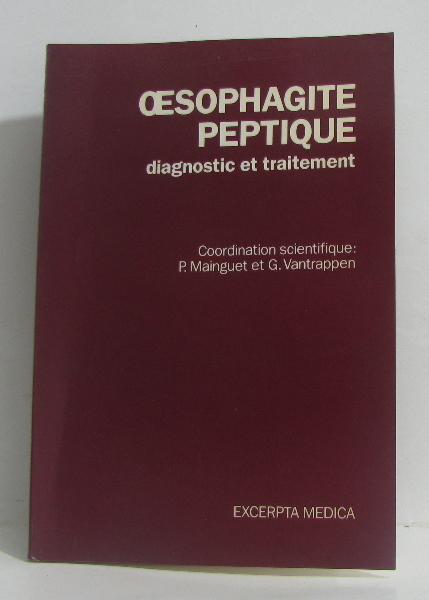 ŒSOPHAGITE
PEPTIQUE
diagnostic et traitement
Coordination scientifique:
P. Mainguet et G. Vantrappen
EXCERPTA MEDICA